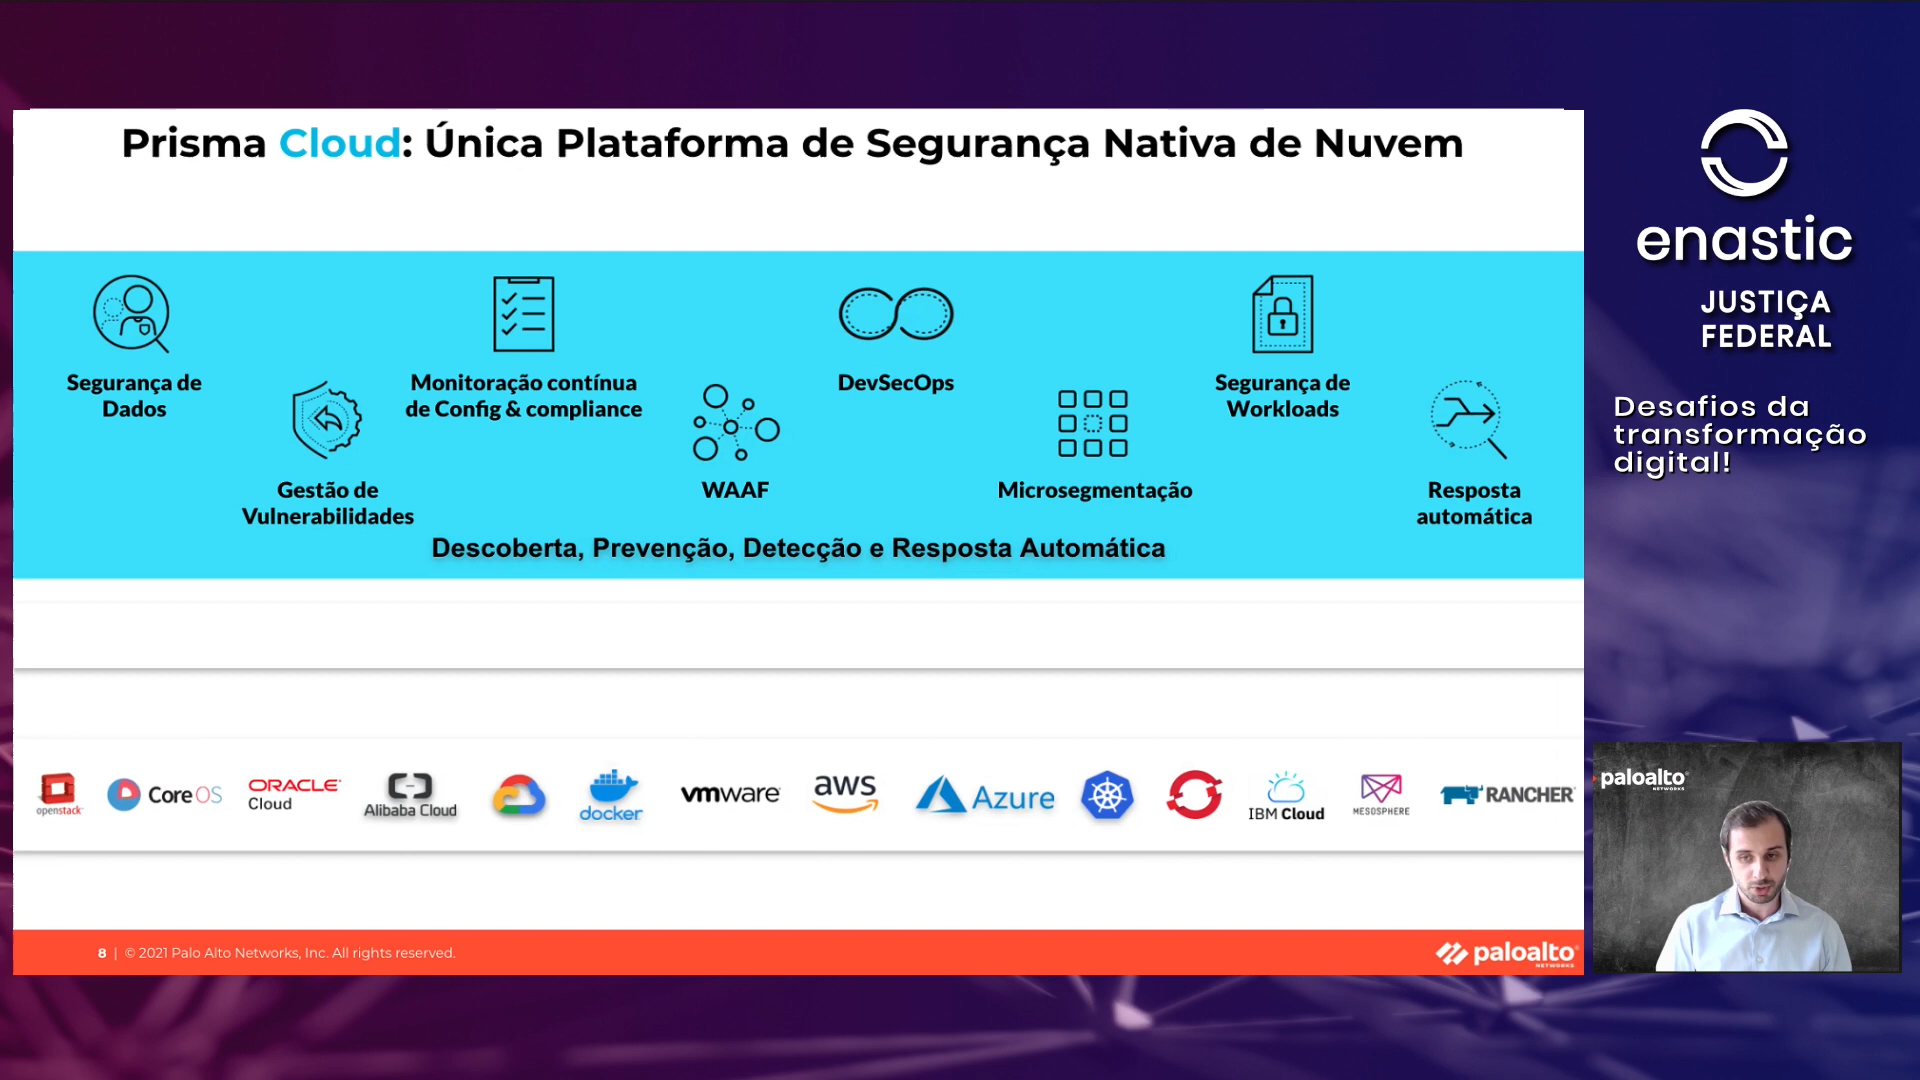 Prisma Cloud: Única Plataforma de Segurança Nativa de Nuvem
Segurança de
Dados
Gestão de
Vulnerabilidades
Monitoração contínua
de Config & compliance
WAAF
DevSecOps
Microsegmentação
Segurança de
Workloads
Resposta
automática
Descoberta, Prevenção, Detecção e Resposta Automática
openstack
CoreOS
ORACLE
Cloud
Alibaba Cloud
docker
vmware
aws
Azure
IBM Cloud
MESOSPHERE
RANCHER
8 | © 2021 Palo Alto Networks, Inc. All rights reserved.
paloalto
NETWORKS
enastic
JUSTIÇA
FEDERAL
Desafios da
transformação
digital!
paloalto
NETWORKS